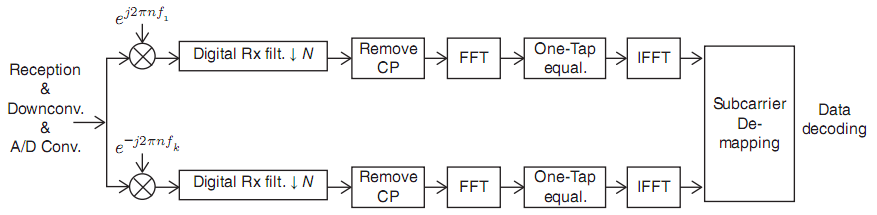 e^{j2πnf_1}
Digital Rx filt. ↓ N
Remove
CP
FFT
One-Tap
equal.
IFFT
Reception
&
Downconv.
&
A/D Conv.
Subcarrier
De-
mapping
Data
decoding
e^{-j2πnf_k}
Digital Rx filt. ↓ N
Remove
CP
FFT
One-Tap
equal.
IFFT